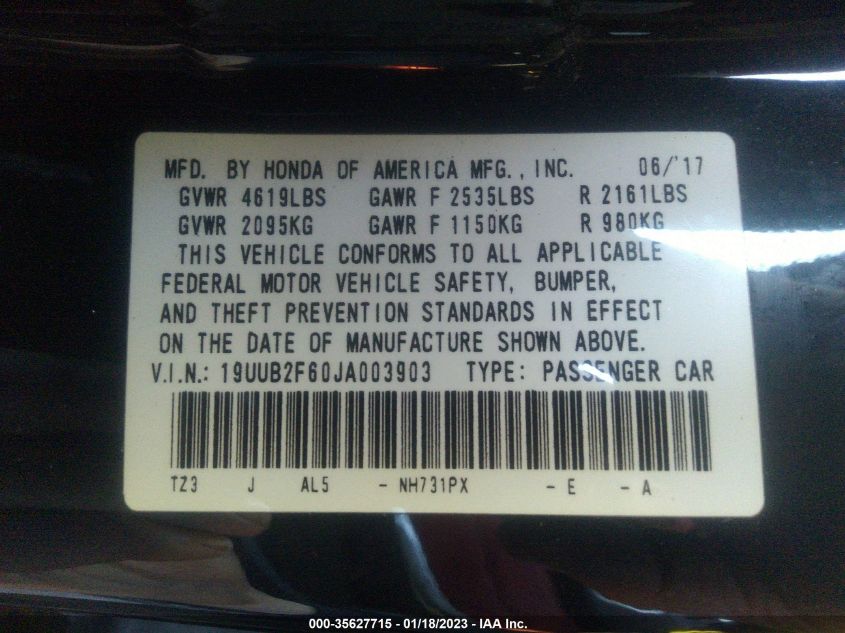 MFD. BY HONDA OF AMERICA MFG., INC. 06/'17
GVWR 4619LBS GAWR F 2535LBS R 2161LBS
GVWR 2095KG GAWR F 1150KG R 980KG
THIS VEHICLE CONFORMS TO ALL APPLICABLE
FEDERAL MOTOR VEHICLE SAFETY, BUMPER,
AND THEFT PREVENTION STANDARDS IN EFFECT
ON THE DATE OF MANUFACTURE SHOWN ABOVE.
V.I.N.: 19UUB2F60JA003903 TYPE: PASSENGER CAR
TZ3 J AL5 - NH731PX - E - A
000-35627715 - 01/18/2023 - IAA Inc.